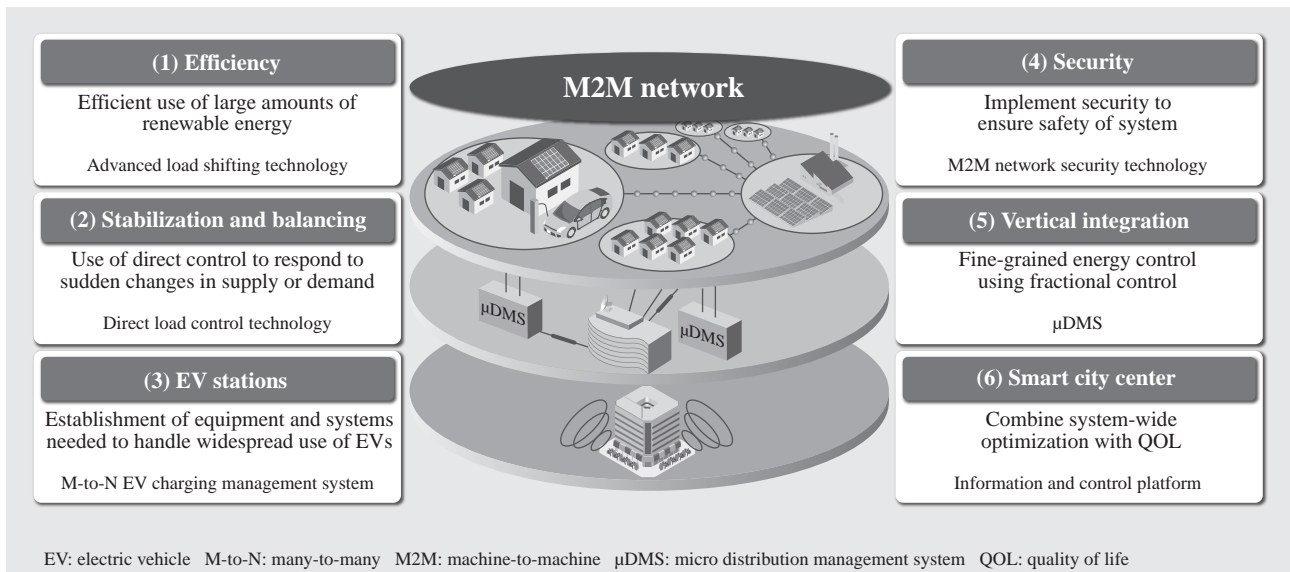 (1) Efficiency
Efficient use of large amounts of
renewable energy
Advanced load shifting technology
(2) Stabilization and balancing
Use of direct control to respond to
sudden changes in supply or demand
Direct load control technology
(3) EV stations
Establishment of equipment and systems
needed to handle widespread use of EVs
M-to-N EV charging management system
M2M network
μDMS
μDMS
(4) Security
Implement security to
ensure safety of system
M2M network security technology
(5) Vertical integration
Fine-grained energy control
using fractional control
μDMS
(6) Smart city center
Combine system-wide
optimization with QOL
Information and control platform
EV: electric vehicle M-to-N: many-to-many M2M: machine-to-machine μDMS: micro distribution management system QOL: quality of life